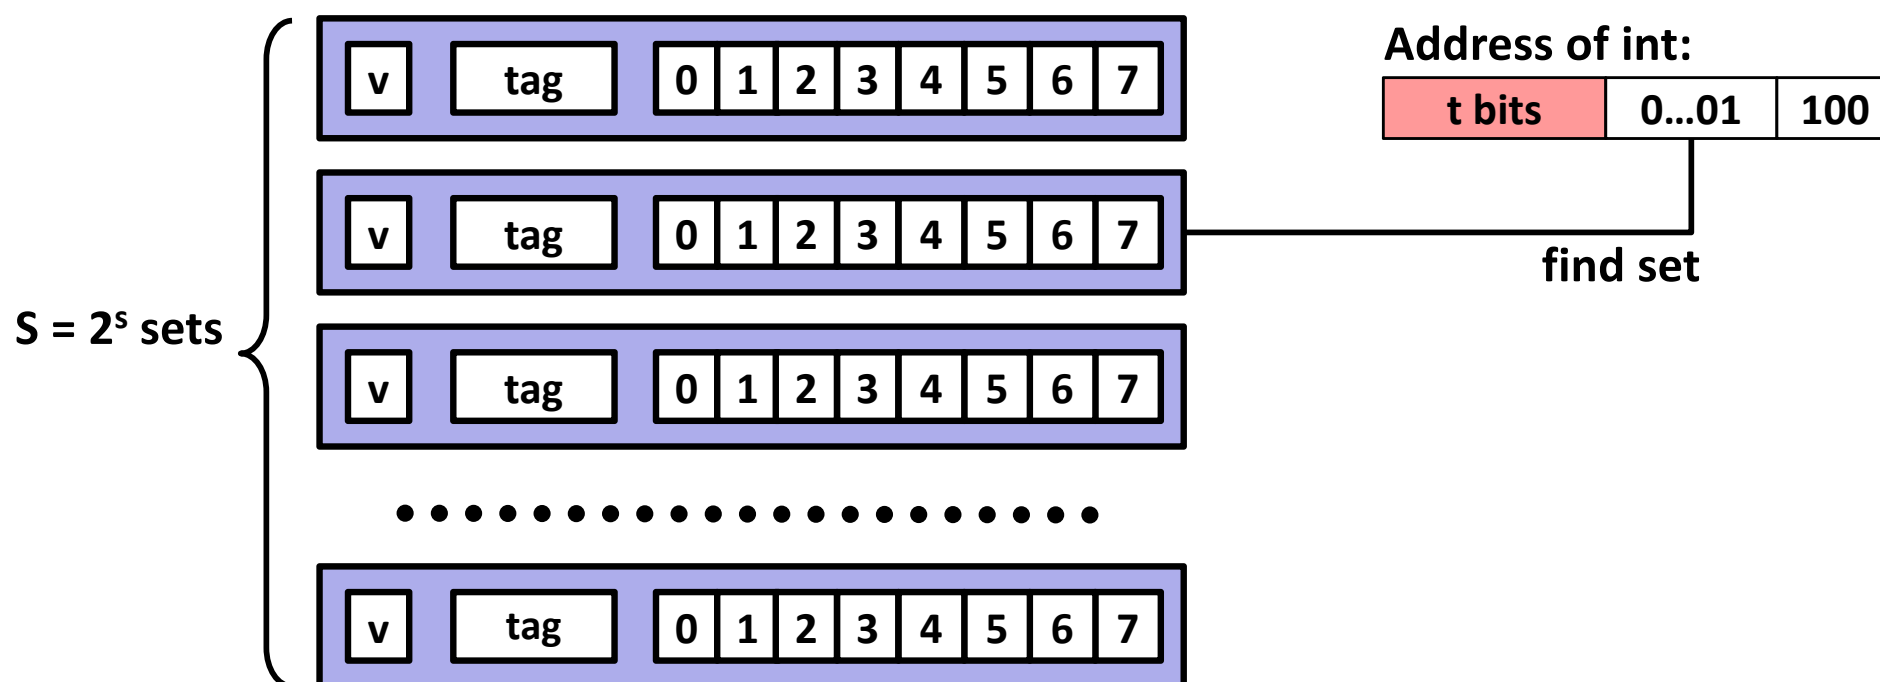 v tag 0 1 2 3 4 5 6 7
Address of int:
t bits 0...01 100
v tag 0 1 2 3 4 5 6 7
find set
S = 2ˢ sets
v tag 0 1 2 3 4 5 6 7
v tag 0 1 2 3 4 5 6 7